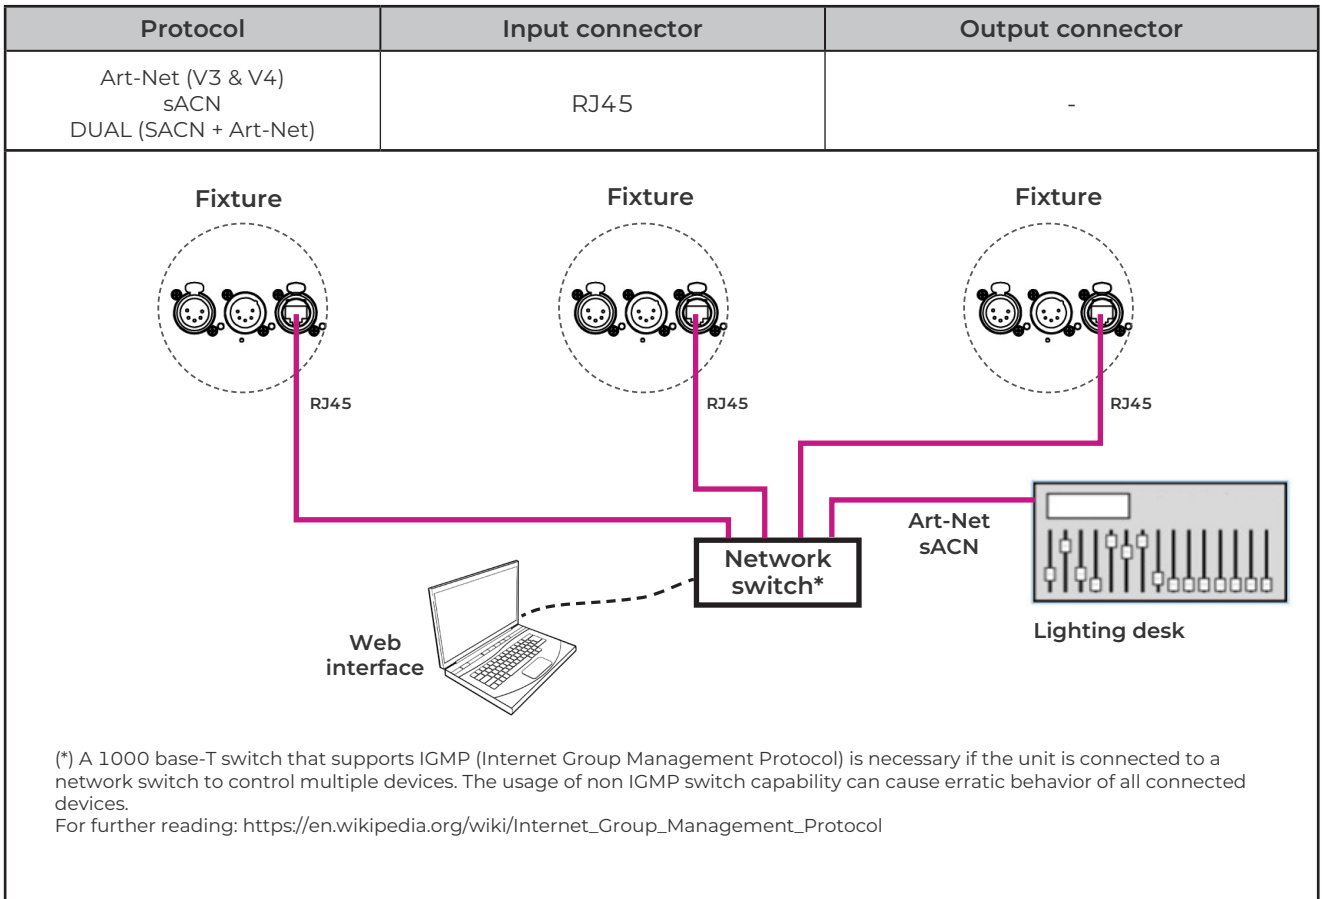 Protocol
Input connector
Output connector
Art-Net (V3 & V4)
sACN
DUAL (SACN + Art-Net)
RJ45
-
Fixture
Fixture
Fixture
RJ45
RJ45
RJ45
Art-Net
sACN
Network
switch*
Web
interface
Lighting desk
(*) A 1000 base-T switch that supports IGMP (Internet Group Management Protocol) is necessary if the unit is connected to a
network switch to control multiple devices. The usage of non IGMP switch capability can cause erratic behavior of all connected
devices.
For further reading: https://en.wikipedia.org/wiki/Internet_Group_Management_Protocol